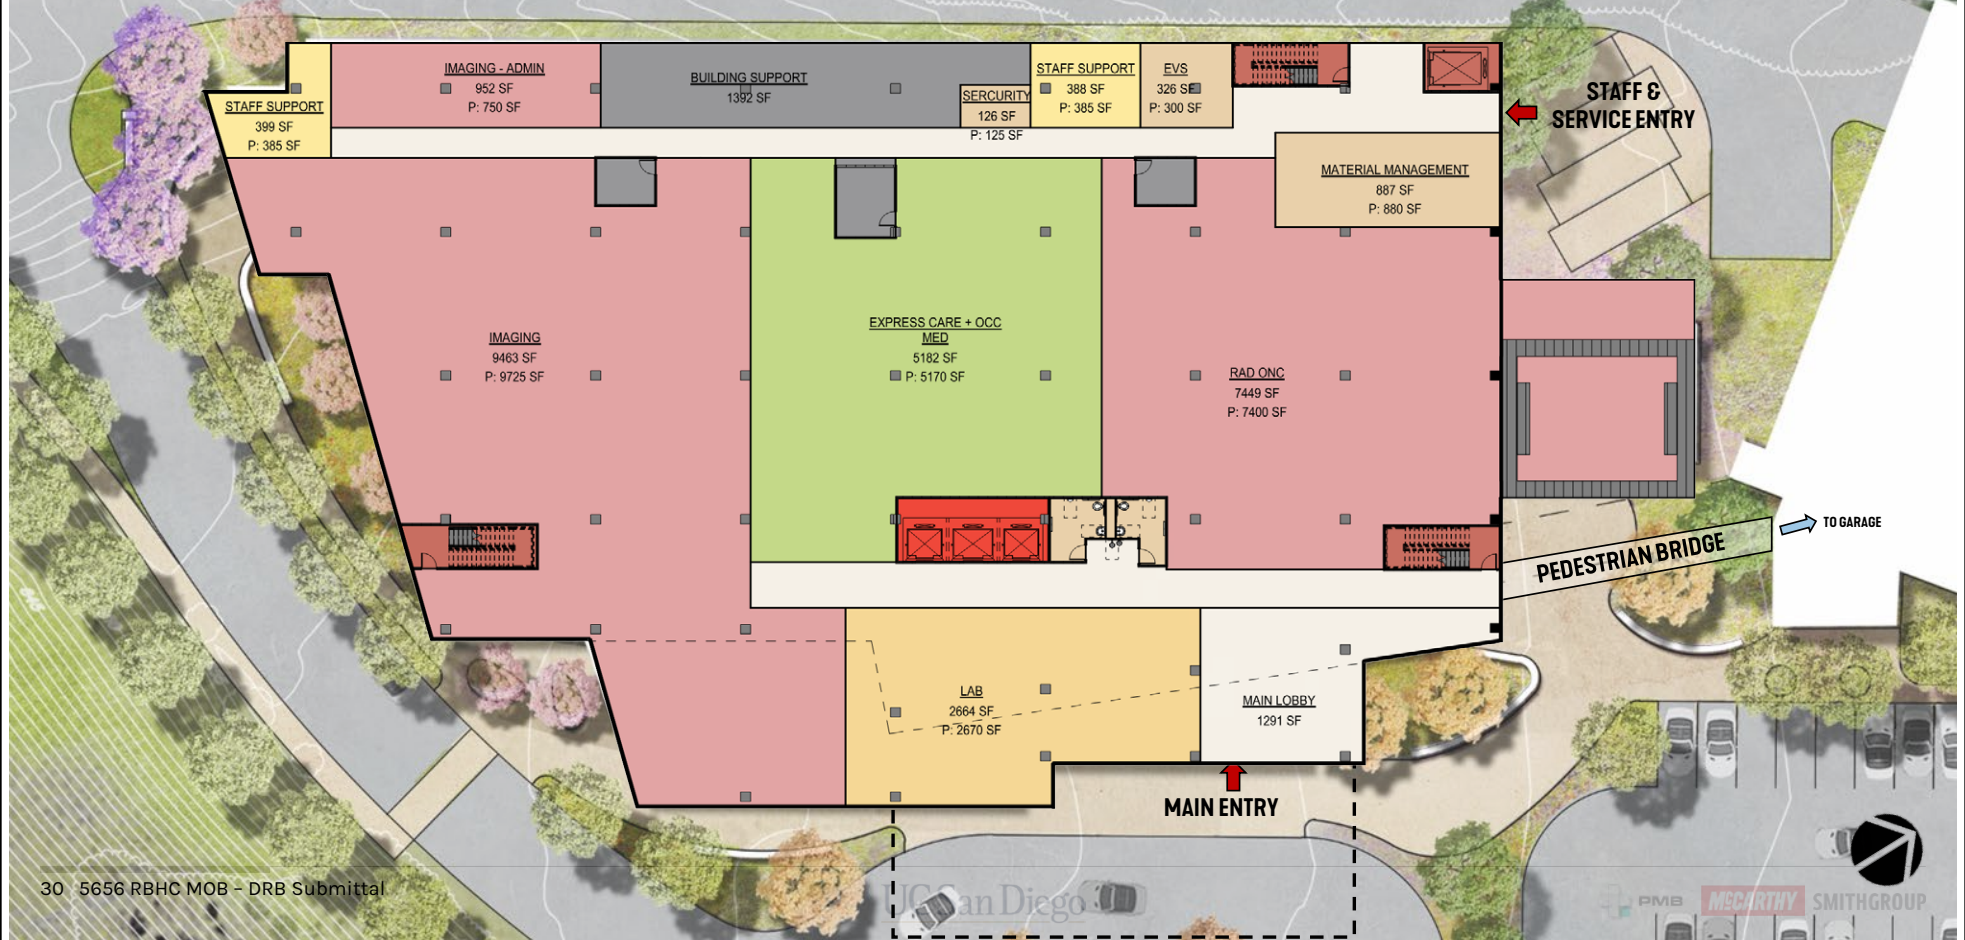 IMAGING - ADMIN
952 SF
P: 750 SF
BUILDING SUPPORT
1392 SF
SERCURITY
126 SF
P: 125 SF
STAFF SUPPORT
388 SF
P: 385 SF
EVS
326 SF
P: 300 SF
STAFF SUPPORT
399 SF
P: 385 SF
STAFF &
SERVICE ENTRY
MATERIAL MANAGEMENT
887 SF
P: 880 SF
IMAGING
9463 SF
P: 9725 SF
EXPRESS CARE + OCC
MED
5182 SF
P: 5170 SF
RAD ONC
7449 SF
P: 7400 SF
TO GARAGE
PEDESTRIAN BRIDGE
LAB
2664 SF
P: 2670 SF
MAIN LOBBY
1291 SF
MAIN ENTRY
30 5656 RBHC MOB – DRB Submittal
UC San Diego
PMB
McCARTHY
SMITHGROUP